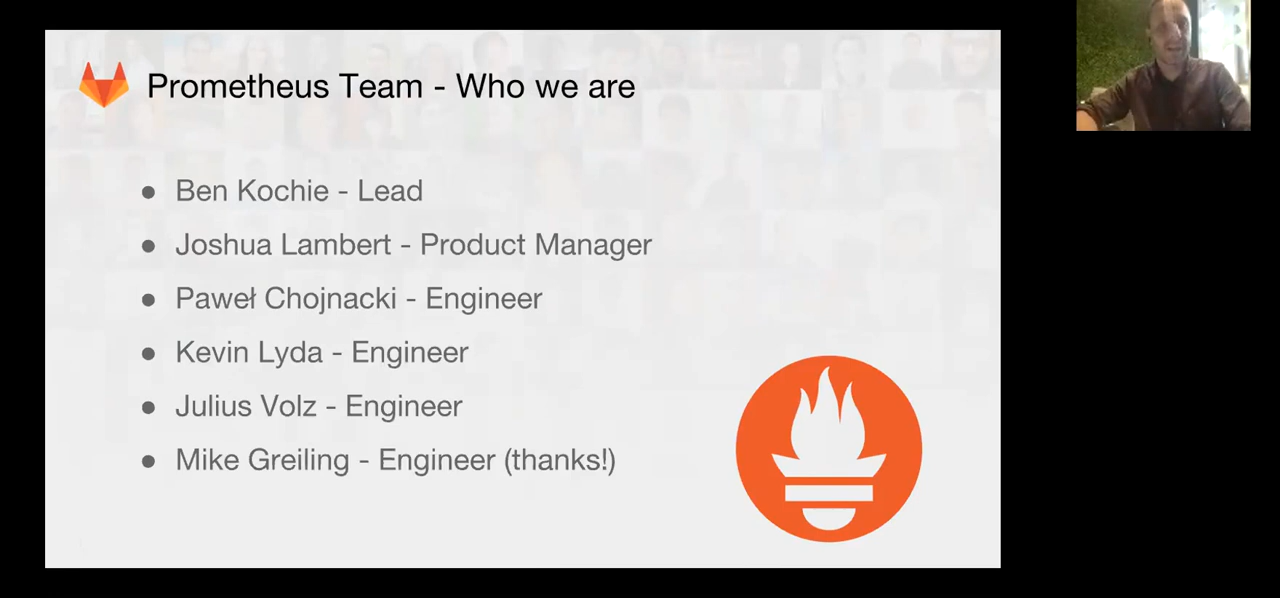 Prometheus Team - Who we are
● Ben Kochie - Lead
● Joshua Lambert - Product Manager
● Paweł Chojnacki - Engineer
● Kevin Lyda - Engineer
● Julius Volz - Engineer
● Mike Greiling - Engineer (thanks!)